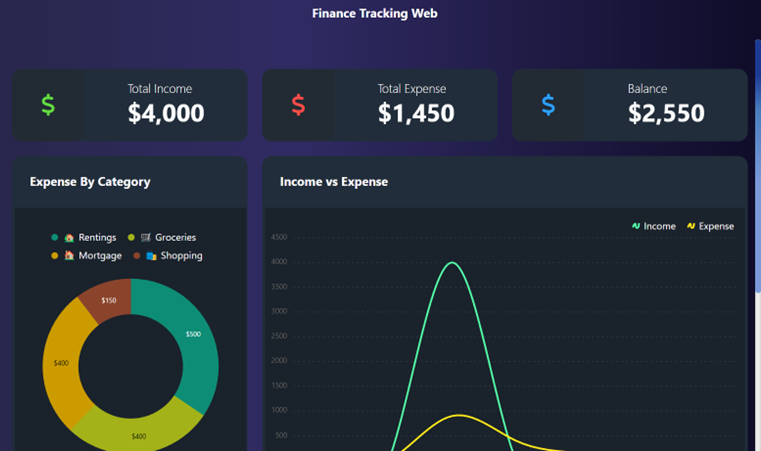 Finance Tracking Web
$
Total Income
$4,000
$
Total Expense
$1,450
$
Balance
$2,550
Expense By Category
Rentings
Groceries
Mortgage
Shopping
$150
$500
$400
$400
Income vs Expense
Income
Expense
4500
4000
3500
3000
2500
2000
1500
1000
500